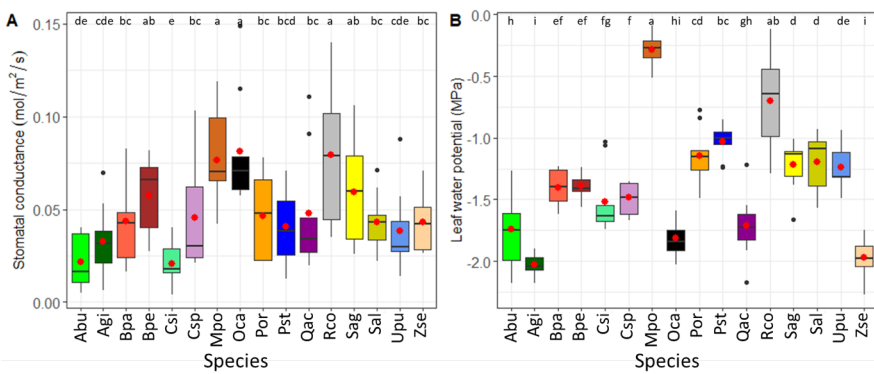 A
Stomatal conductance (mol/m²/s)
0.15
0.10
0.05
0.00
de cde bc ab e c a a bc bcd bc a ab bc cde bc
Abu Agi Bpa Bpe Csi Csp Mpo Oca Por Pst Qac Rco Sag Sal Upu Zse
Species
B
Leaf water potential (MPa)
0.0
-0.5
-1.0
-1.5
-2.0
h i ef ef fg f a hi cd bc gh ab d d de i
Abu Agi Bpa Bpe Csi Csp Mpo Oca Por Pst Qac Rco Sag Sal Upu Zse
Species